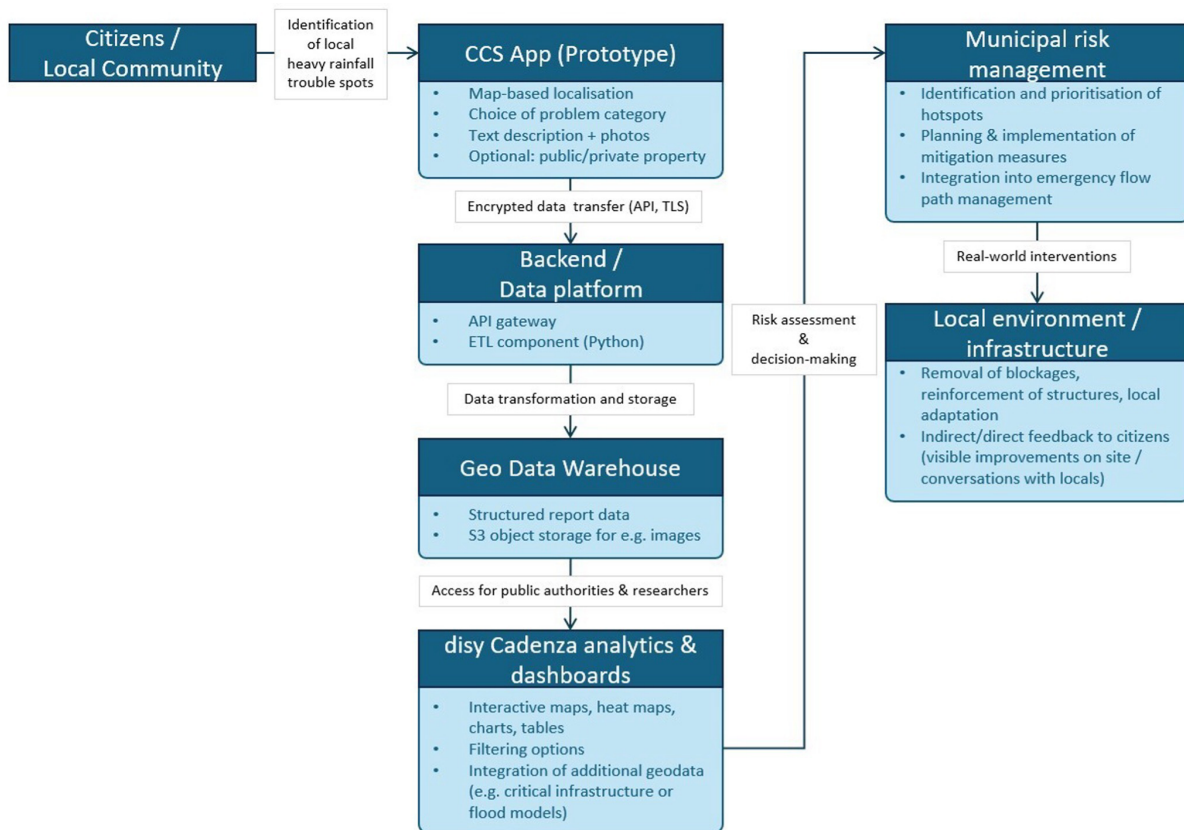 Citizens /
Local Community
Identification
of local
heavy rainfall
trouble spots
CCS App (Prototype)
• Map-based localisation
• Choice of problem category
• Text description + photos
• Optional: public/private property
Encrypted data transfer (API, TLS)
Backend /
Data platform
• API gateway
• ETL component (Python)
Data transformation and storage
Geo Data Warehouse
• Structured report data
• S3 object storage for e.g. images
Access for public authorities & researchers
disy Cadenza analytics &
dashboards
• Interactive maps, heat maps,
charts, tables
• Filtering options
• Integration of additional geodata
(e.g. critical infrastructure or
flood models)
Risk assessment
&
decision-making
Municipal risk
management
• Identification and prioritisation of
hotspots
• Planning & implementation of
mitigation measures
• Integration into emergency flow
path management
Real-world interventions
Local environment /
infrastructure
• Removal of blockages,
reinforcement of structures, local
adaptation
• Indirect/direct feedback to citizens
(visible improvements on site /
conversations with locals)